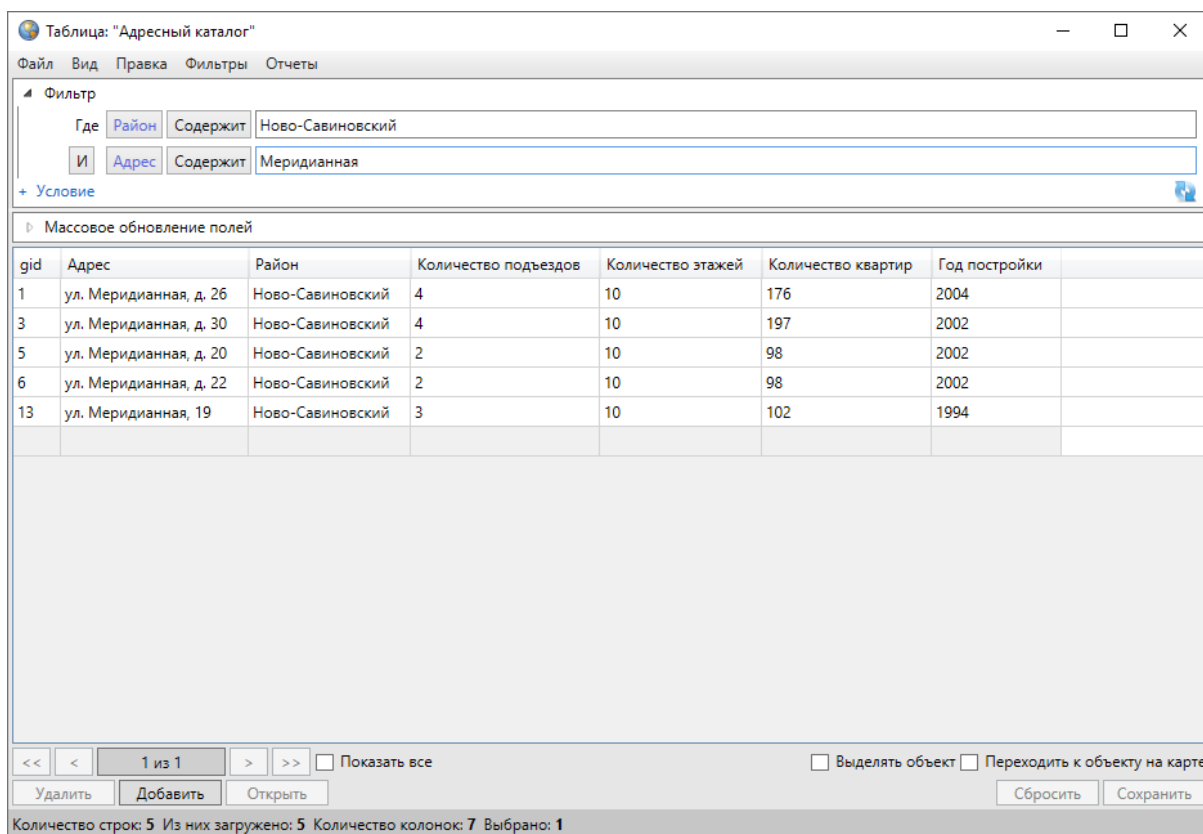 Таблица: "Адресный каталог"
Файл Вид Правка Фильтры Отчеты
Фильтр
Где Район Содержит Ново-Савиновский
И Адрес Содержит Меридианная
+ Условие
Массовое обновление полей
gid Адрес Район Количество подъездов Количество этажей Количество квартир Год постройки
1 ул. Меридианная, д. 26 Ново-Савиновский 4 10 176 2004
3 ул. Меридианная, д. 30 Ново-Савиновский 4 10 197 2002
5 ул. Меридианная, д. 20 Ново-Савиновский 2 10 98 2002
6 ул. Меридианная, д. 22 Ново-Савиновский 2 10 98 2002
13 ул. Меридианная, 19 Ново-Савиновский 3 10 102 1994
<< < 1 из 1 > >> Показать все Выделять объект Переходить к объекту на карте
Удалить Добавить Открыть Сбросить Сохранить
Количество строк: 5 Из них загружено: 5 Количество колонок: 7 Выбрано: 1